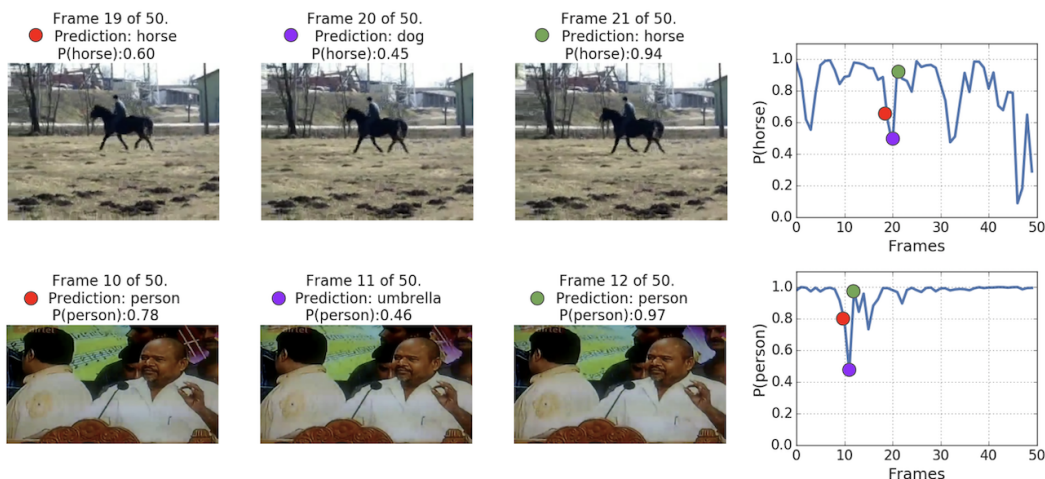 Frame 19 of 50.
Prediction: horse
P(horse):0.60
Frame 20 of 50.
Prediction: dog
P(horse):0.45
Frame 21 of 50.
Prediction: horse
P(horse):0.94
1.0
0.8
0.6
0.4
0.2
0.0
P(horse)
0 10 20 30 40 50
Frames
Frame 10 of 50.
Prediction: person
P(person):0.78
Frame 11 of 50.
Prediction: umbrella
P(person):0.46
Frame 12 of 50.
Prediction: person
P(person):0.97
1.0
0.8
0.6
0.4
0.2
0.0
P(person)
0 10 20 30 40 50
Frames